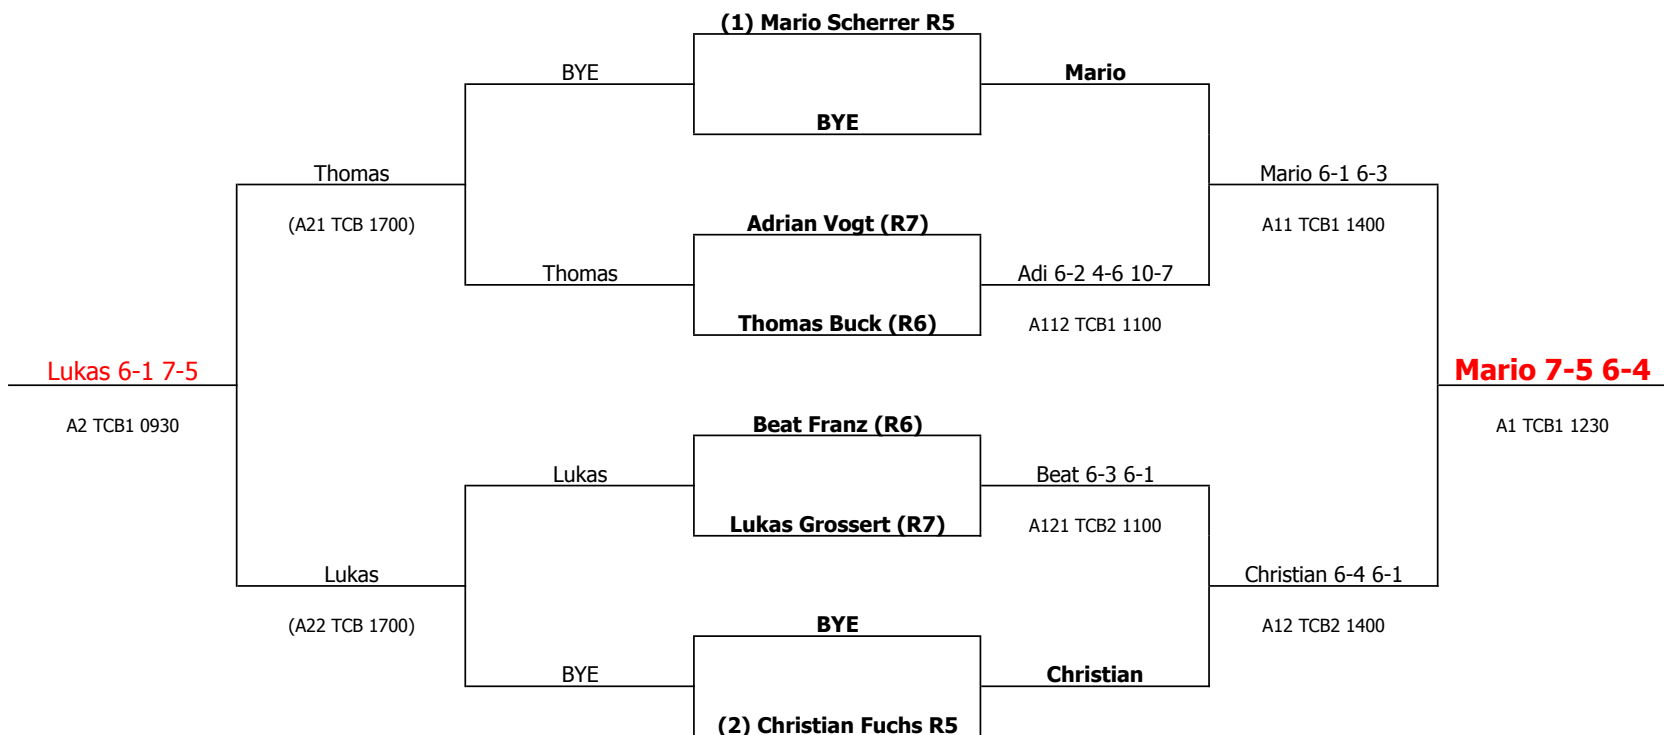 (1) Mario Scherrer R5
BYE
Mario
BYE
Thomas
Mario 6-1 6-3
(A21 TCB 1700)
Adrian Vogt (R7)
A11 TCB1 1400
Thomas
Adi 6-2 4-6 10-7
Thomas Buck (R6)
A112 TCB1 1100
Lukas 6-1 7-5
Mario 7-5 6-4
A2 TCB1 0930
Beat Franz (R6)
A1 TCB1 1230
Lukas
Beat 6-3 6-1
Lukas Grossert (R7)
A121 TCB2 1100
Lukas
Christian 6-4 6-1
(A22 TCB 1700)
BYE
A12 TCB2 1400
BYE
Christian
(2) Christian Fuchs R5